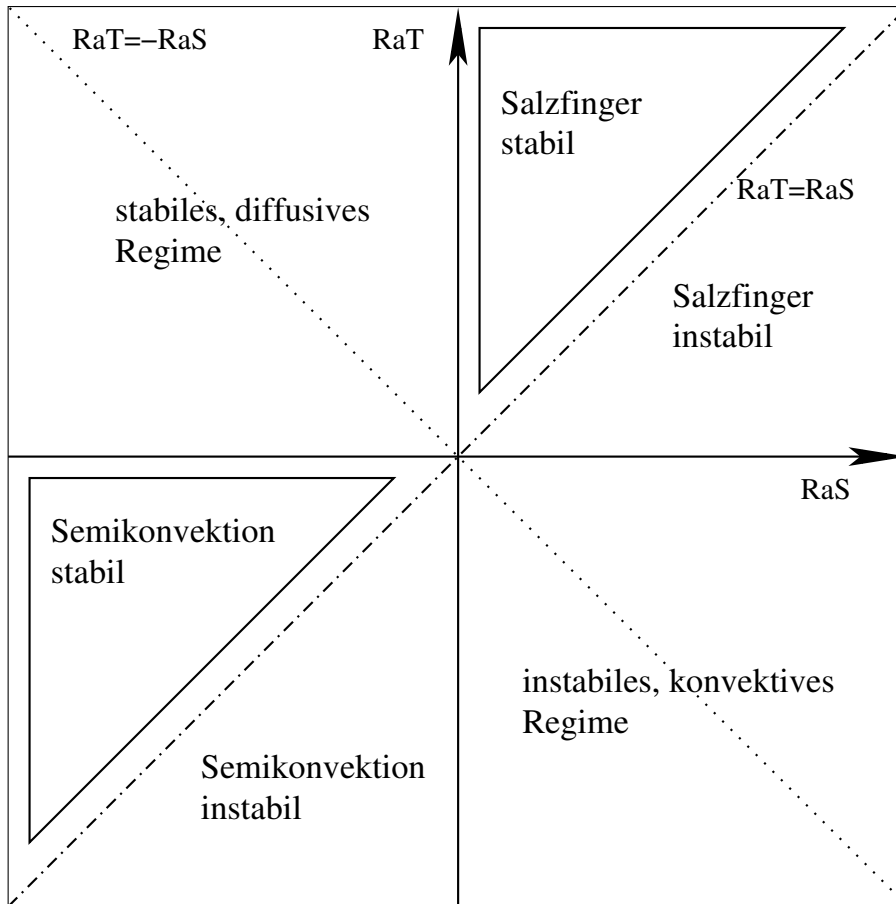 RaT=−RaS
RaT
Salzfinger
stabil
RaT=RaS
stabiles, diffusives
Regime
Salzfinger
instabil
RaS
Semikonvektion
stabil
instabiles, konvektives
Regime
Semikonvektion
instabil